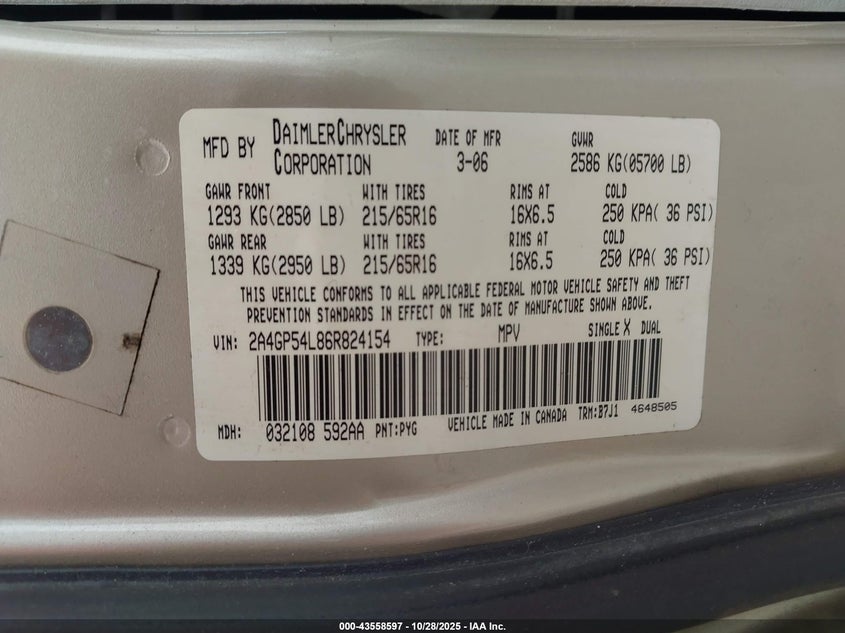 MFD BY DAIMLERCHRYSLER CORPORATION DATE OF MFR 3-06 GVWR 2586 KG(05700 LB)
GAWR FRONT WITH TIRES RIMS AT COLD
1293 KG(2850 LB) 215/65R16 16X6.5 250 KPA( 36 PSI)
GAWR REAR WITH TIRES RIMS AT COLD
1339 KG(2950 LB) 215/65R16 16X6.5 250 KPA( 36 PSI)
THIS VEHICLE CONFORMS TO ALL APPLICABLE FEDERAL MOTOR VEHICLE SAFETY AND THEFT
PREVENTION STANDARDS IN EFFECT ON THE DATE OF MANUFACTURE SHOWN ABOVE.
VIN: 2A4GP54L86R824154 TYPE: MPV SINGLE X DUAL
MDH: 032108 592AA PNT:PYG VEHICLE MADE IN CANADA TRM:B7J1 4648505
000-43558597 - 10/28/2025 - IAA Inc.